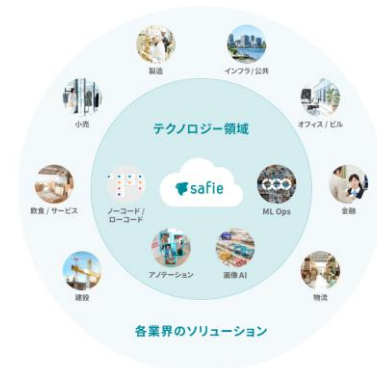 製造
インフラ/公共
小売
オフィス / ビル
テクノロジー領域
safie
飲食 / サービス
ノーコード /
ローコード
ML Ops
金融
アノテーション
画像 AI
建設
物流
各業界のソリューション